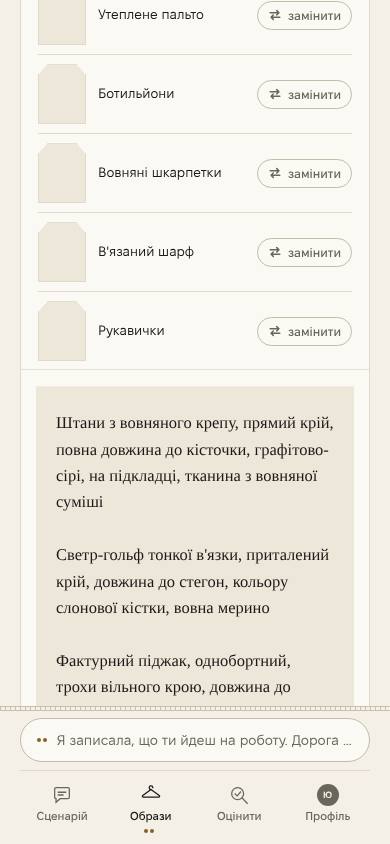 Утеплене пальто
замінити
Ботильйони
замінити
Вовняні шкарпетки
замінити
В'язаний шарф
замінити
Рукавички
замінити
Штани з вовняного крепу, прямий крій,
повна довжина до кісточки, графітово-
сірі, на підкладці, тканина з вовняної
суміші
Светр-гольф тонкої в'язки, приталений
крій, довжина до стегон, кольору
слонової кістки, вовна мерино
Фактурний піджак, однобортний,
трохи вільного крою, довжина до
Я записала, що ти йдеш на роботу. Дорога ...
Сценарій
Образи
Оцінити
Ю
Профіль